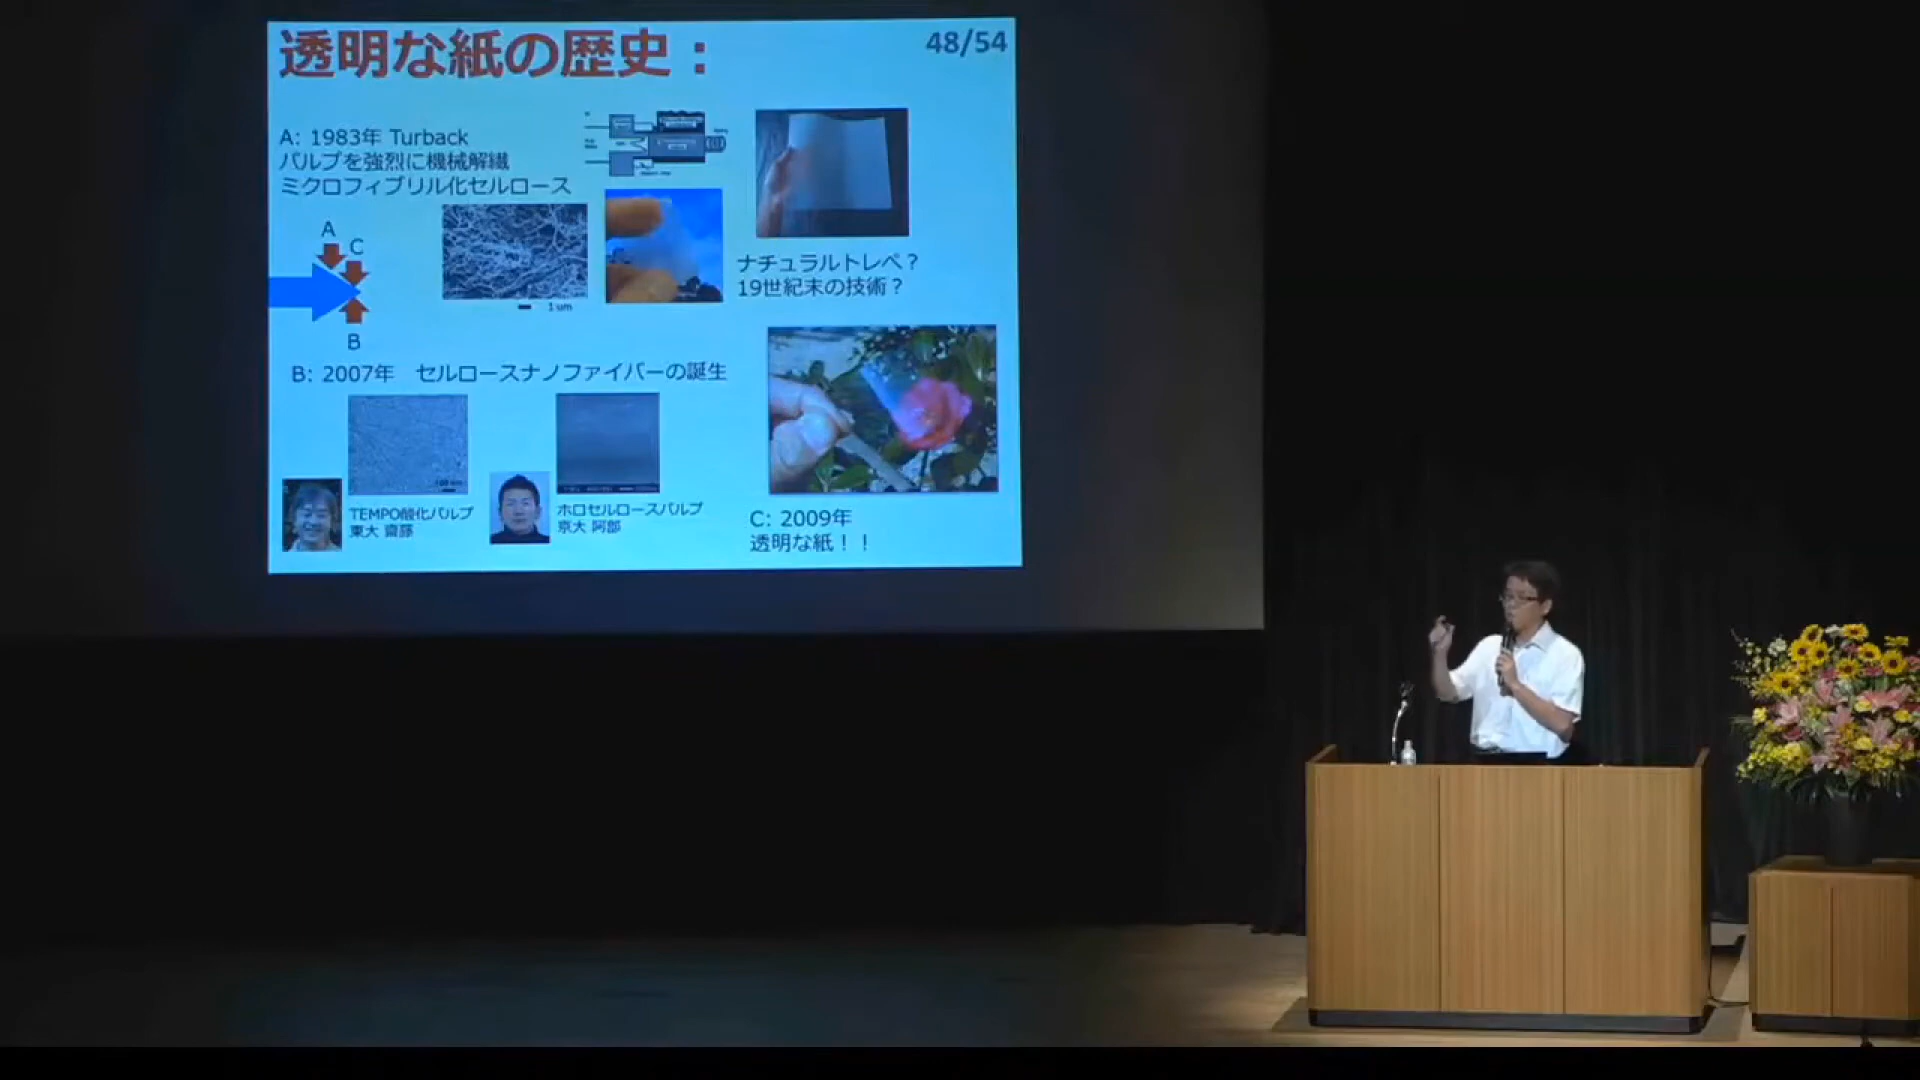 透明な紙の歴史：
48/54
A: 1983年 Turback
パルプを強烈に機械解繊
ミクロフィブリル化セルロース
A
C
B
1 um
ナチュラルトレペ？
19世紀末の技術？
B: 2007年　セルロースナノファイバーの誕生
TEMPO酸化パルプ
東大 齋藤
ホロセルロースパルプ
京大 阿部
C: 2009年
透明な紙！！